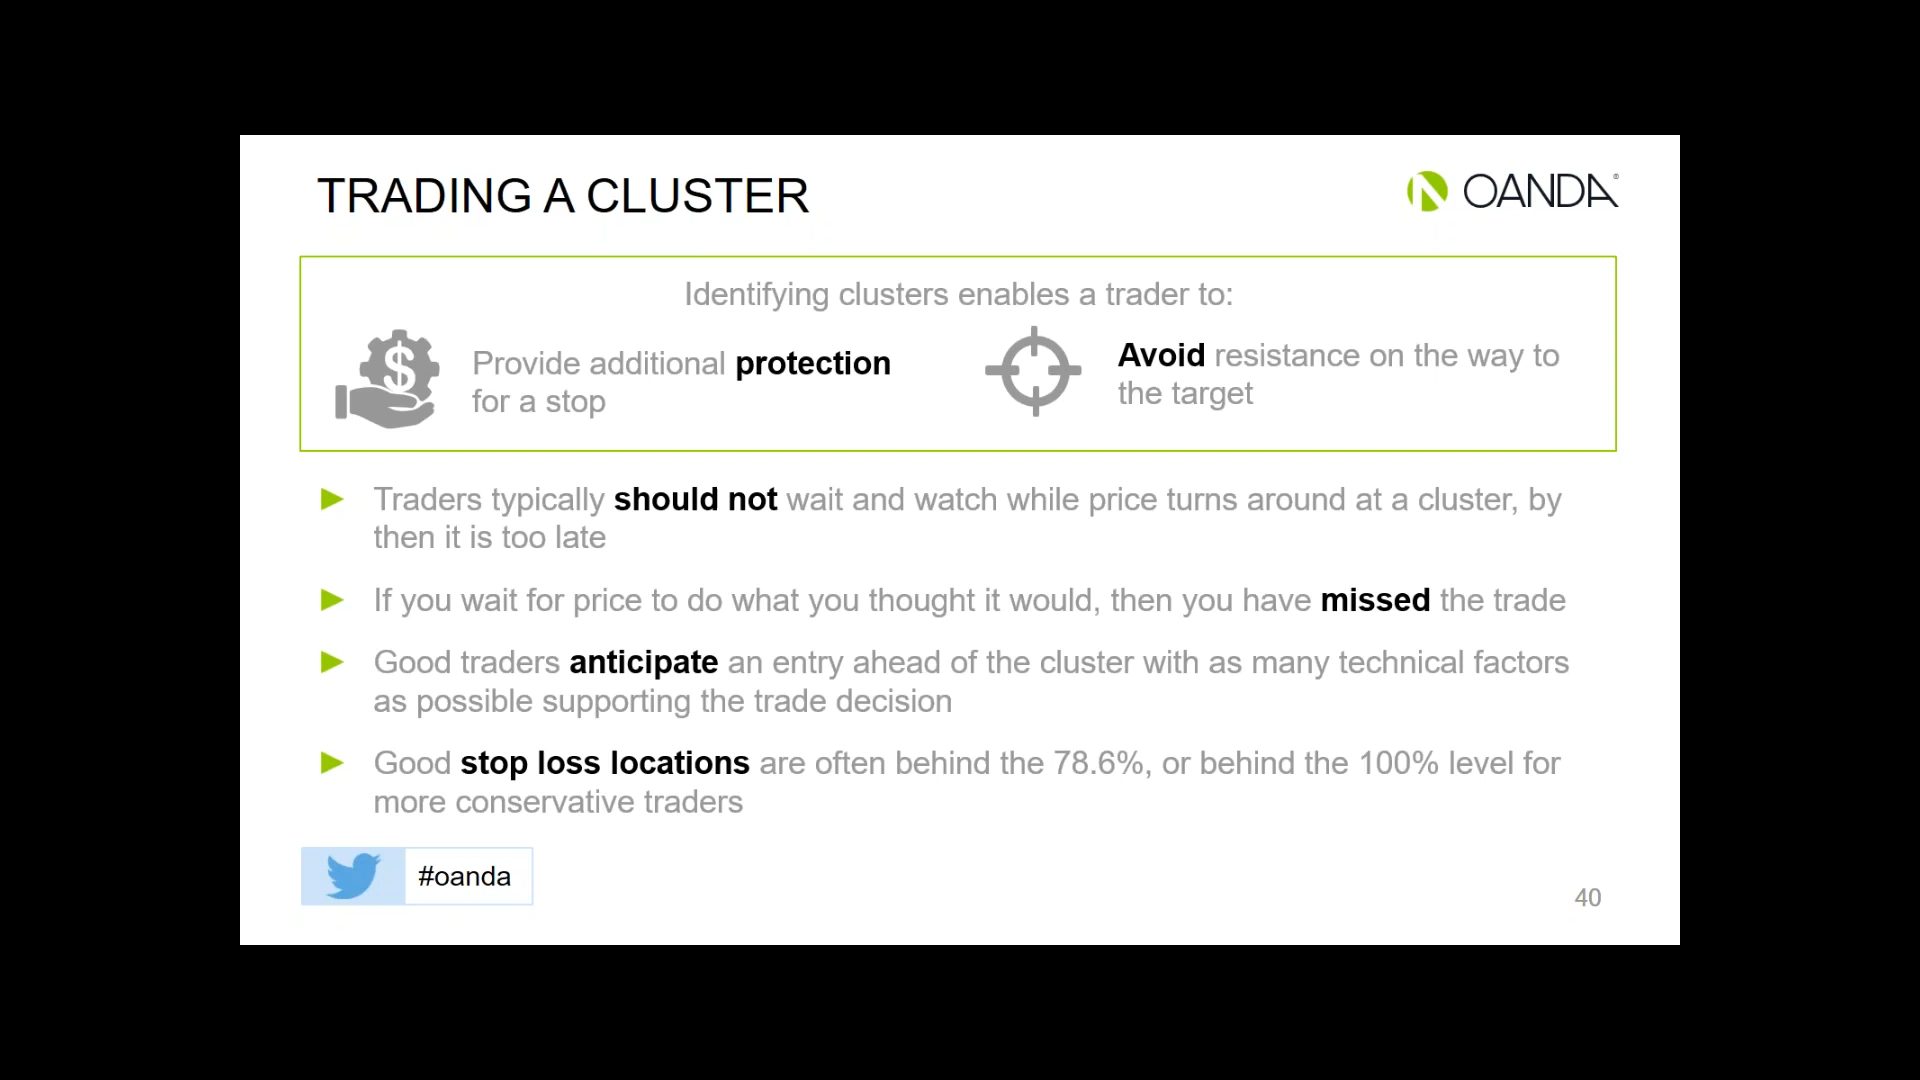 TRADING A CLUSTER
OANDA®
Identifying clusters enables a trader to:
$
Provide additional protection
for a stop
Avoid resistance on the way to
the target
Traders typically should not wait and watch while price turns around at a cluster, by
then it is too late
If you wait for price to do what you thought it would, then you have missed the trade
Good traders anticipate an entry ahead of the cluster with as many technical factors
as possible supporting the trade decision
Good stop loss locations are often behind the 78.6%, or behind the 100% level for
more conservative traders
#oanda
40